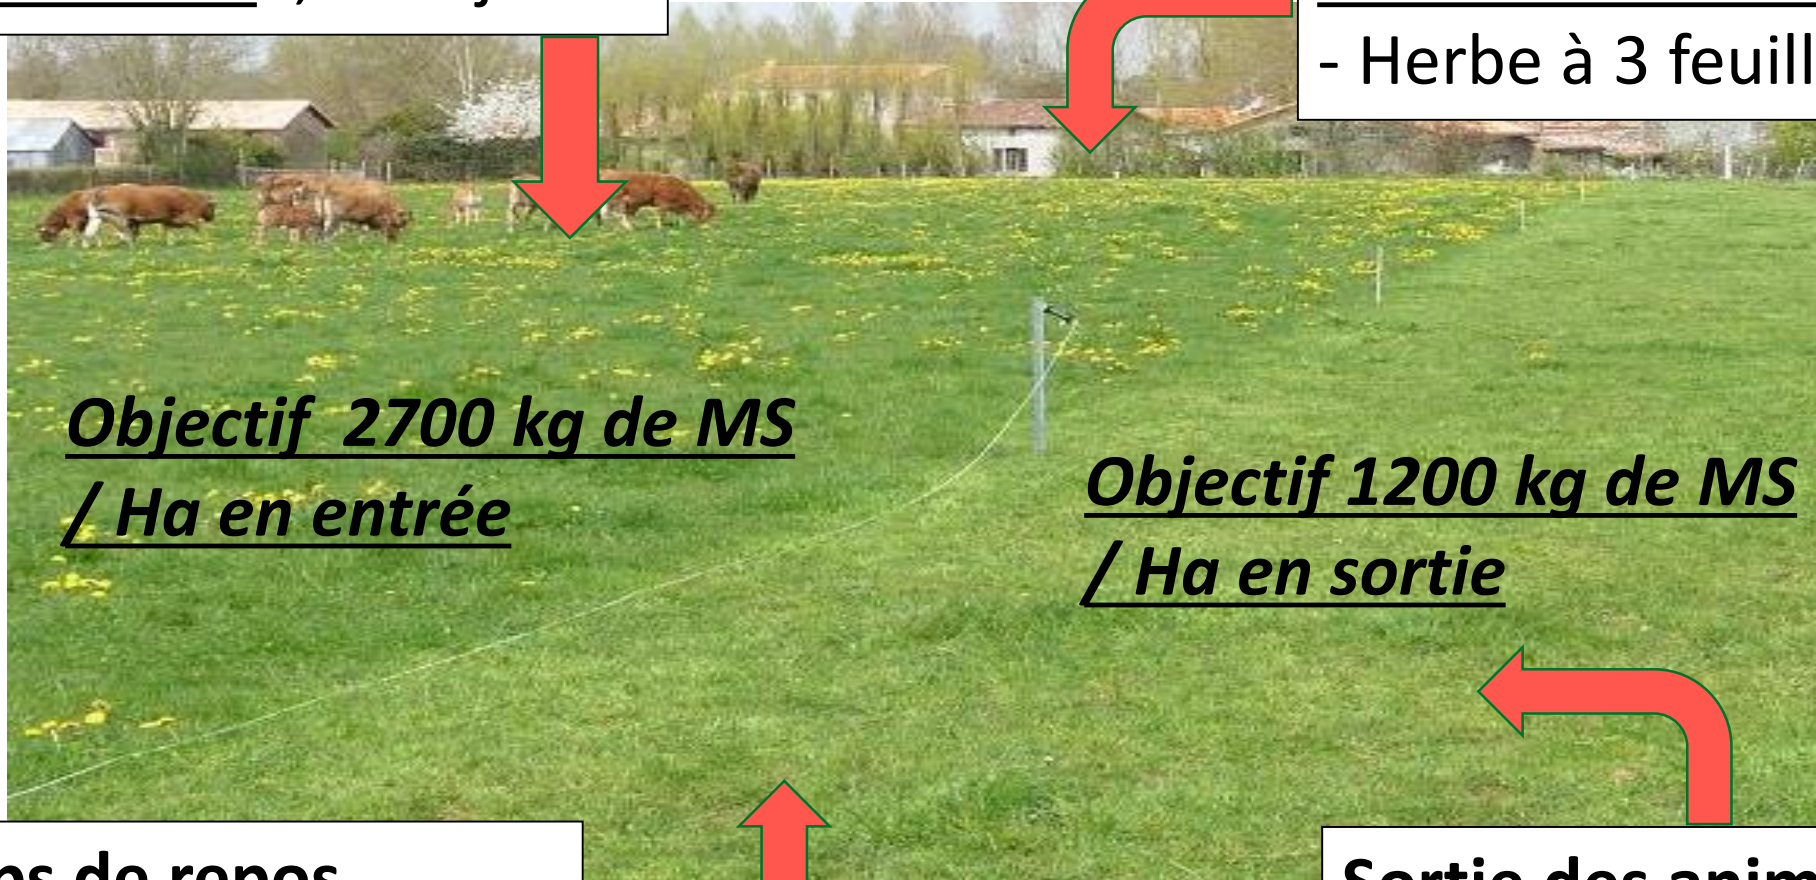 - Herbe à 3 feuill
Objectif 2700 kg de MS
/ Ha en entrée
Objectif 1200 kg de MS
/ Ha en sortie
de repos
Sortie des anim